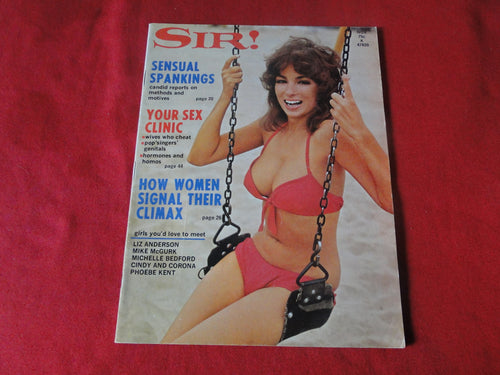 SIR!
SENSUAL
SPANKINGS
candid reports on
methods and
motives
page 20
YOUR SEX
CLINIC
wives who cheat
pop singers'
genitals
hormones and
homos
page 44
HOW WOMEN
SIGNAL THEIR
CLIMAX
page 26
girls you'd love to meet
LIZ ANDERSON
MIKE McGURK
MICHELLE BEDFORD
CINDY AND CORONA
PHOEBE KENT
47620